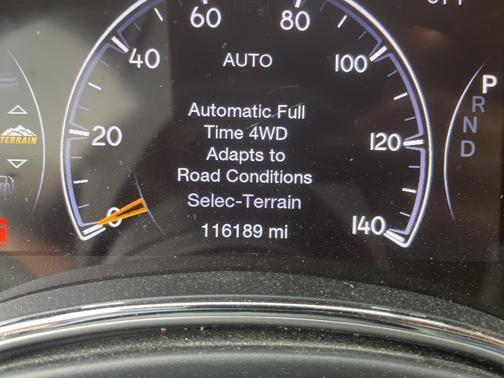 60
80
40
AUTO
100
P
R
N
D
Automatic Full
Time 4WD
20
TERRAIN
120
Adapts to
Road Conditions
Selec-Terrain
0
116189 mi
140